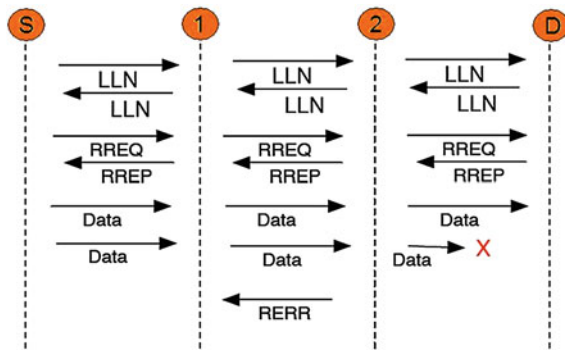 S 1 2 D
LLN LLN LLN
LLN LLN LLN
RREQ RREQ RREQ
RREP RREP RREP
Data Data Data
Data Data Data X
RERR